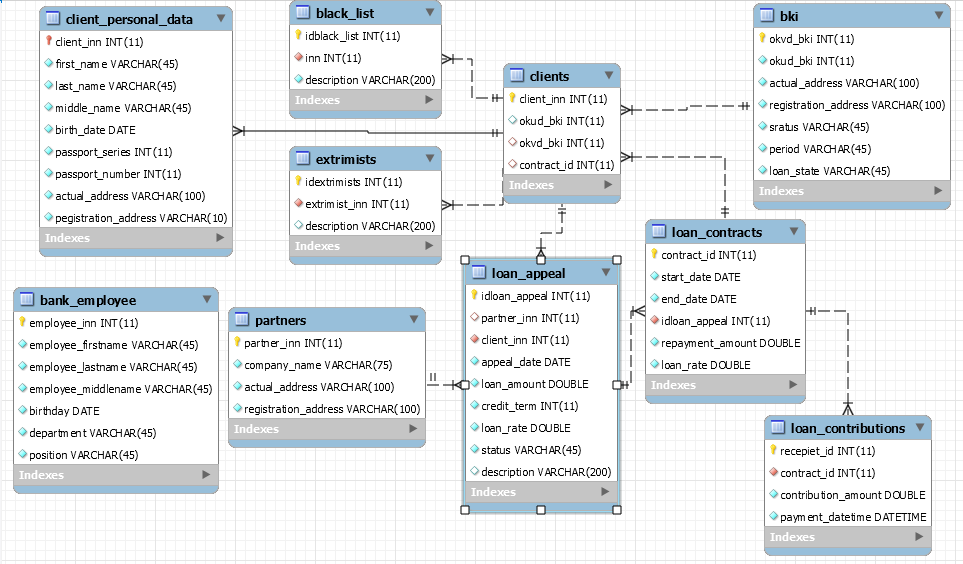 client_personal_data
client_inn INT(11)
first_name VARCHAR(45)
last_name VARCHAR(45)
middle_name VARCHAR(45)
birth_date DATE
passport_series INT(11)
passport_number INT(11)
actual_address VARCHAR(100)
pegistration_address VARCHAR(10)
Indexes
black_list
idblack_list INT(11)
inn INT(11)
description VARCHAR(200)
Indexes
extrimists
idextrimists INT(11)
extrimist_inn INT(11)
description VARCHAR(200)
Indexes
clients
client_inn INT(11)
okud_bki INT(11)
okvd_bki INT(11)
contract_id INT(11)
Indexes
bki
okvd_bki INT(11)
okud_bki INT(11)
actual_address VARCHAR(100)
registration_address VARCHAR(100)
sratus VARCHAR(45)
period VARCHAR(45)
loan_state VARCHAR(45)
Indexes
bank_employee
employee_inn INT(11)
employee_firstname VARCHAR(45)
employee_lastname VARCHAR(45)
employee_middlename VARCHAR(45)
birthday DATE
department VARCHAR(45)
position VARCHAR(45)
Indexes
partners
partner_inn INT(11)
company_name VARCHAR(75)
actual_address VARCHAR(100)
registration_address VARCHAR(100)
Indexes
loan_appeal
idloan_appeal INT(11)
partner_inn INT(11)
client_inn INT(11)
appeal_date DATE
loan_amount DOUBLE
credit_term INT(11)
loan_rate DOUBLE
status VARCHAR(45)
description VARCHAR(200)
Indexes
loan_contracts
contract_id INT(11)
start_date DATE
end_date DATE
idloan_appeal INT(11)
repayment_amount DOUBLE
loan_rate DOUBLE
Indexes
loan_contributions
recepiet_id INT(11)
contract_id INT(11)
contribution_amount DOUBLE
payment_datetime DATETIME
Indexes